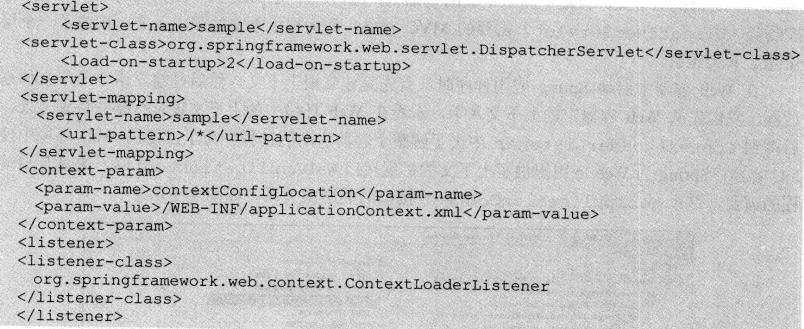 <servlet>
<servlet-name>sample</servlet-name>
<servlet-class>org.springframework.web.servlet.DispatcherServlet</servlet-class>
<load-on-startup>2</load-on-startup>
</servlet>
<servlet-mapping>
<servlet-name>sample</servelet-name>
<url-pattern>/*</url-pattern>
</servlet-mapping>
<context-param>
<param-name>contextConfigLocation</param-name>
<param-value>/WEB-INF/applicationContext.xml</param-value>
</context-param>
<listener>
<listener-class>
org.springframework.web.context.ContextLoaderListener
</listener-class>
</listener>